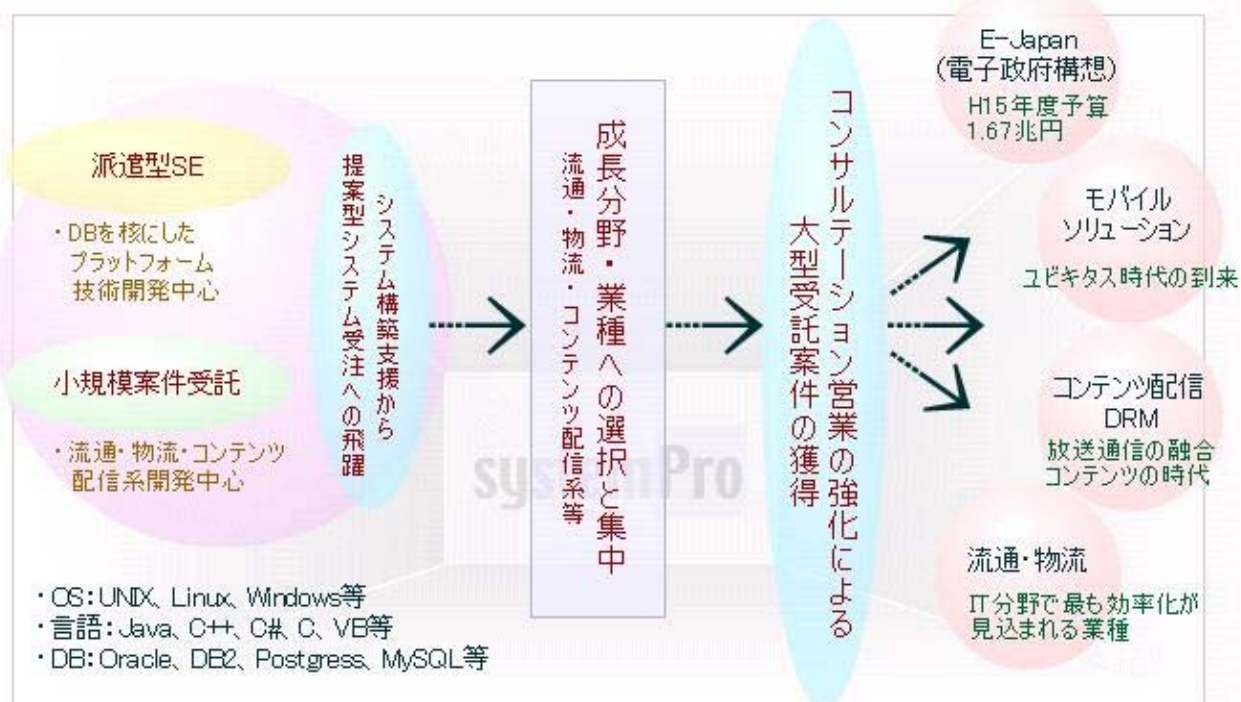 派遣型SE
・DBを核にした
プラットフォーム
技術開発中心
小規模案件受託
・流通・物流・コンテンツ
配信系開発中心
システム構築支援から
提案型システム受注への飛躍
成長分野・業種への選択と集中
流通・物流・コンテンツ配信系等
コンサルテーション営業の強化による
大型受託案件の獲得
E-Japan
(電子政府構想)
H15年度予算
1.67兆円
モバイル
ソリューション
ユビキタス時代の到来
コンテンツ配信
DRM
放送通信の融合
コンテンツの時代
流通・物流
IT分野で最も効率化が
見込まれる業種
systemPro
・OS:UNIX、Linux、Windows等
・言語:Java、C++、C#、C、VB等
・DB:Oracle、DB2、Postgress、MySQL等